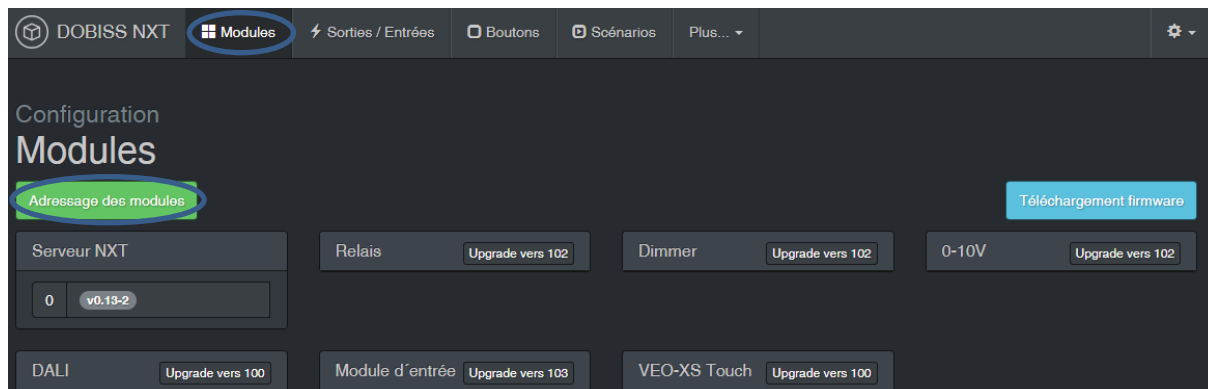 DOBISS NXT Modules Sorties / Entrées Boutons Scénarios Plus...
Configuration
Modules
Adressage des modules Téléchargement firmware
Serveur NXT Relais Upgrade vers 102 Dimmer Upgrade vers 102 0-10V Upgrade vers 102
0 v0.13-2
DALI Upgrade vers 100 Module d´entrée Upgrade vers 103 VEO-XS Touch Upgrade vers 100